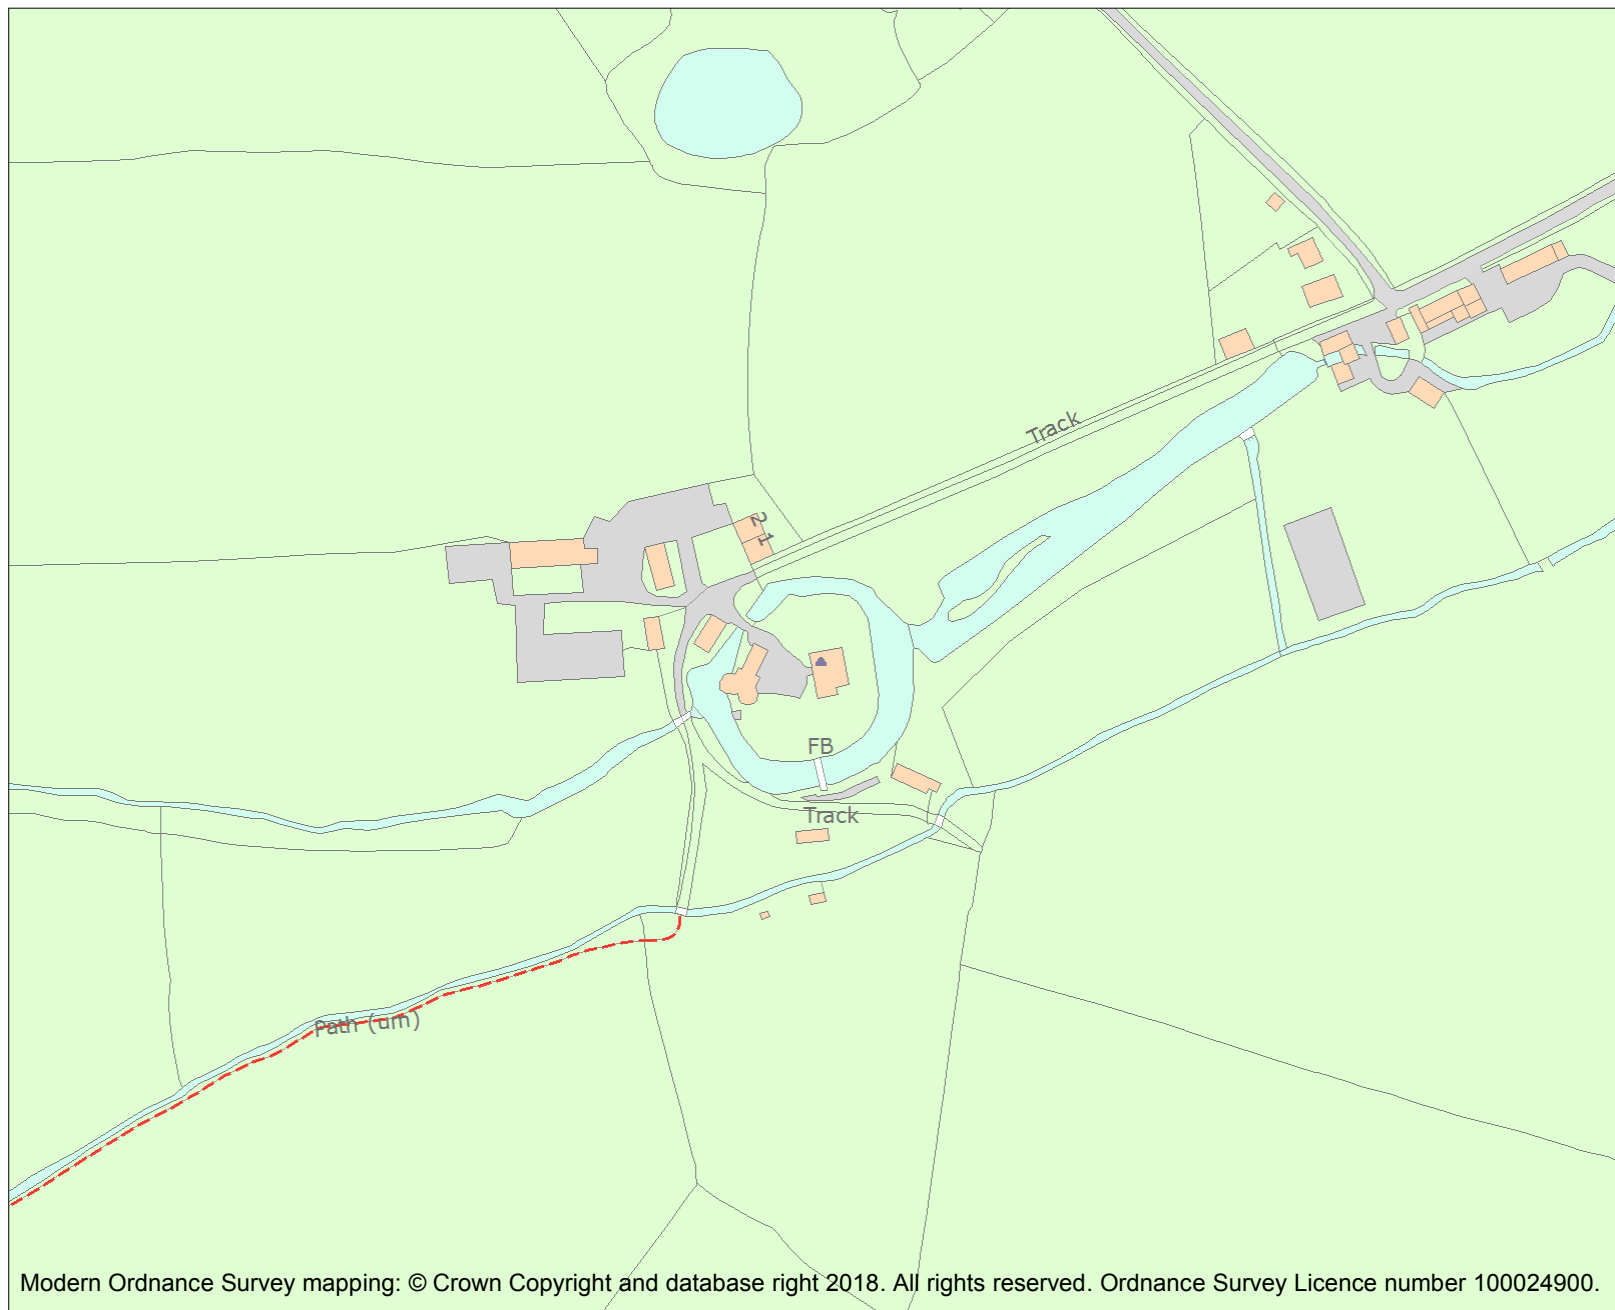 Track
2
1
FB
Track
Path (um)
Modern Ordnance Survey mapping: © Crown Copyright and database right 2018. All rights reserved. Ordnance Survey Licence number 100024900.